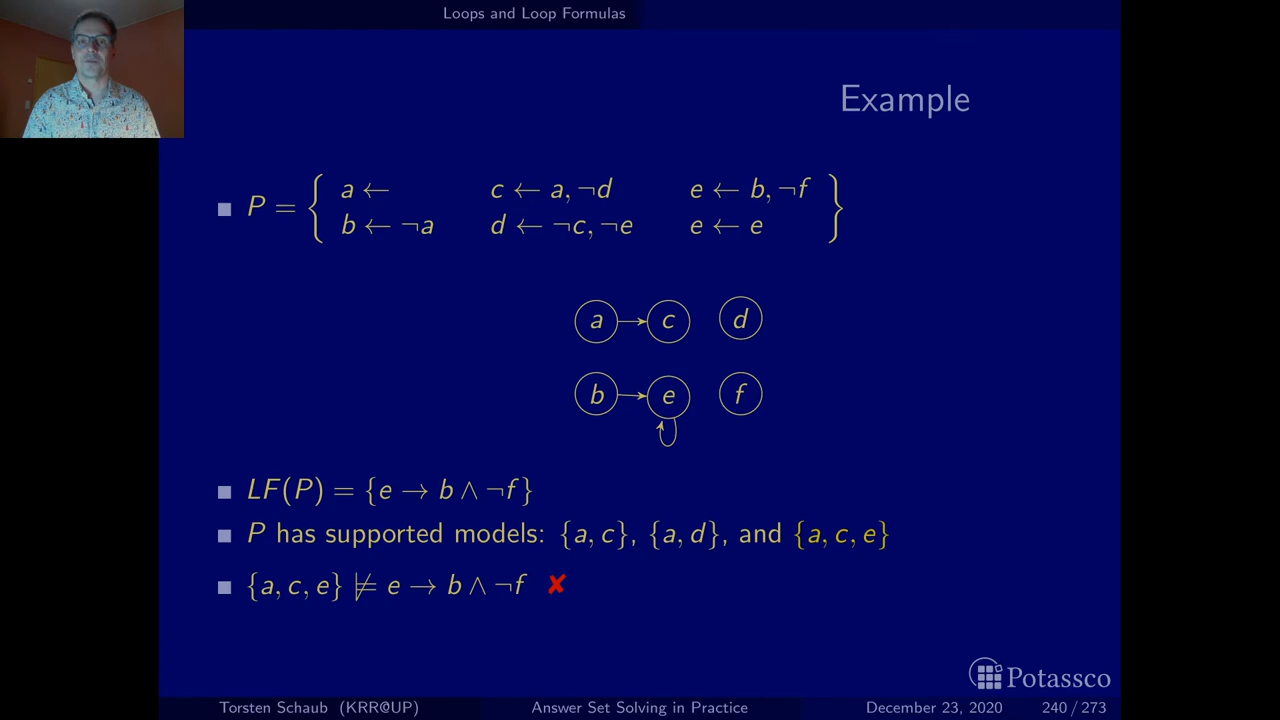 Loops and Loop Formulas
Example
P = { a ← c ← a, ¬d e ← b, ¬f
b ← ¬a d ← ¬c, ¬e e ← e }
a c d
b e f
LF(P) = {e → b ∧ ¬f}
P has supported models: {a, c}, {a, d}, and {a, c, e}
{a, c, e} ⊭ e → b ∧ ¬f ✘
Potassco
Torsten Schaub (KRR@UP) Answer Set Solving in Practice December 23, 2020 240 / 273